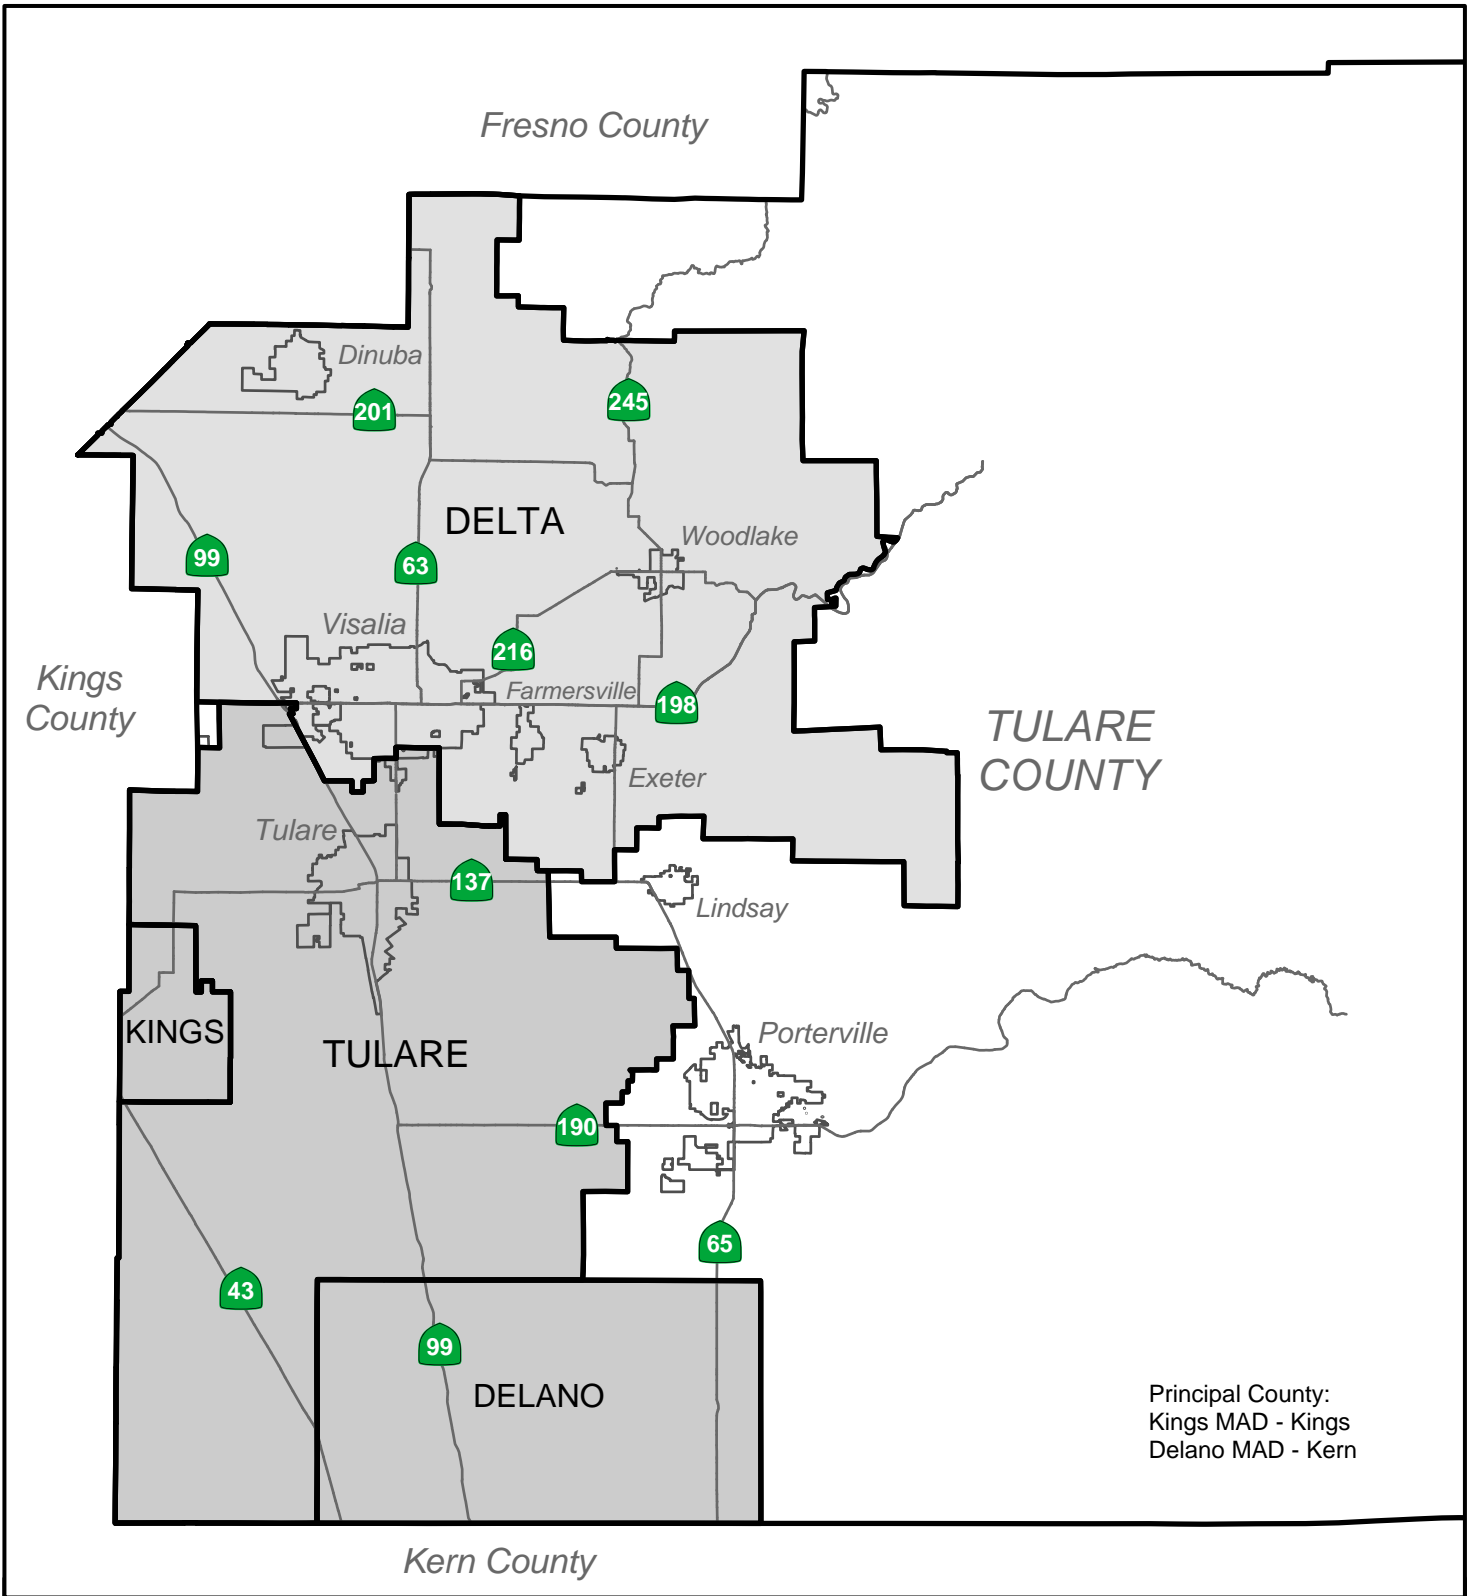 Fresno County
Dinuba
201
245
DELTA
Woodlake
99
63
Visalia
216
Kings
County
Farmersville
198
TULARE
COUNTY
Exeter
Tulare
137
Lindsay
KINGS
TULARE
Porterville
190
65
43
99
DELANO
Principal County:
Kings MAD - Kings
Delano MAD - Kern
Kern County